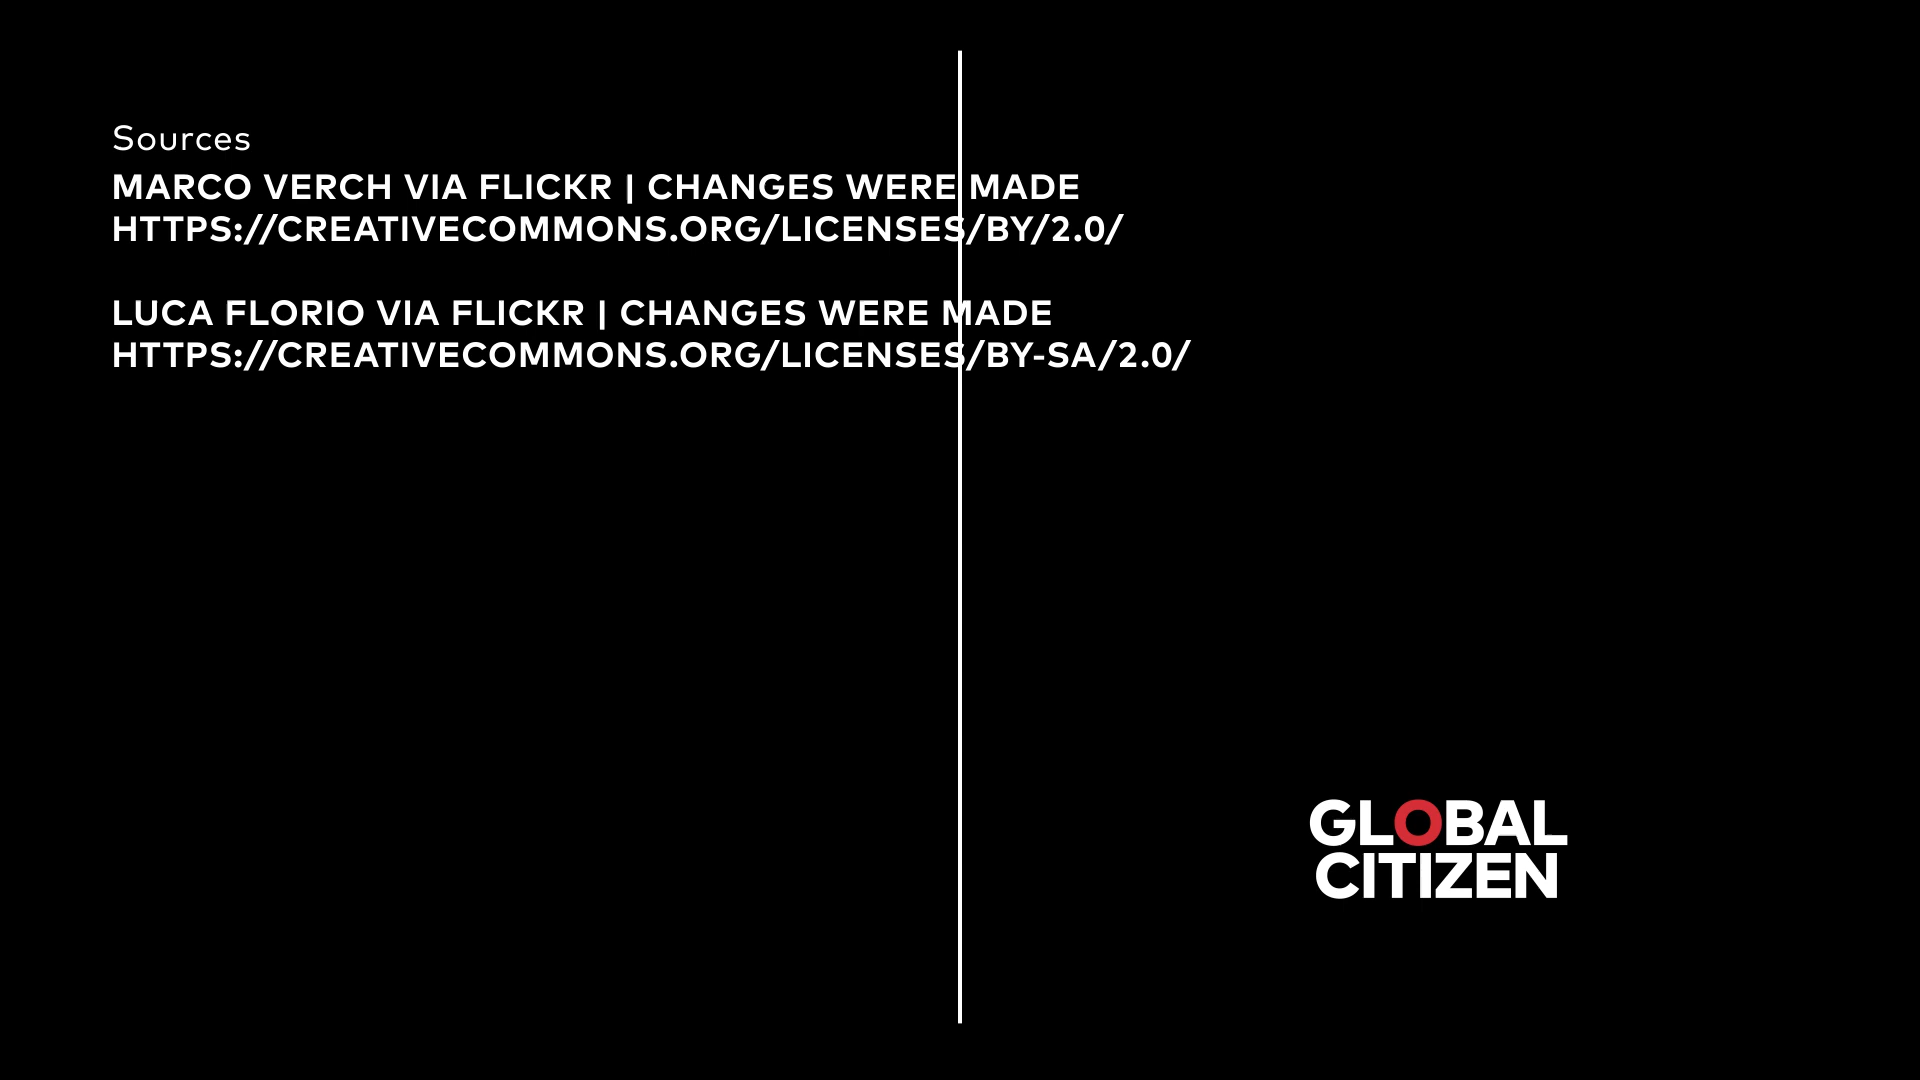 Sources
MARCO VERCH VIA FLICKR | CHANGES WERE MADE
HTTPS://CREATIVECOMMONS.ORG/LICENSES/BY/2.0/
LUCA FLORIO VIA FLICKR | CHANGES WERE MADE
HTTPS://CREATIVECOMMONS.ORG/LICENSES/BY-SA/2.0/
GLOBAL
CITIZEN